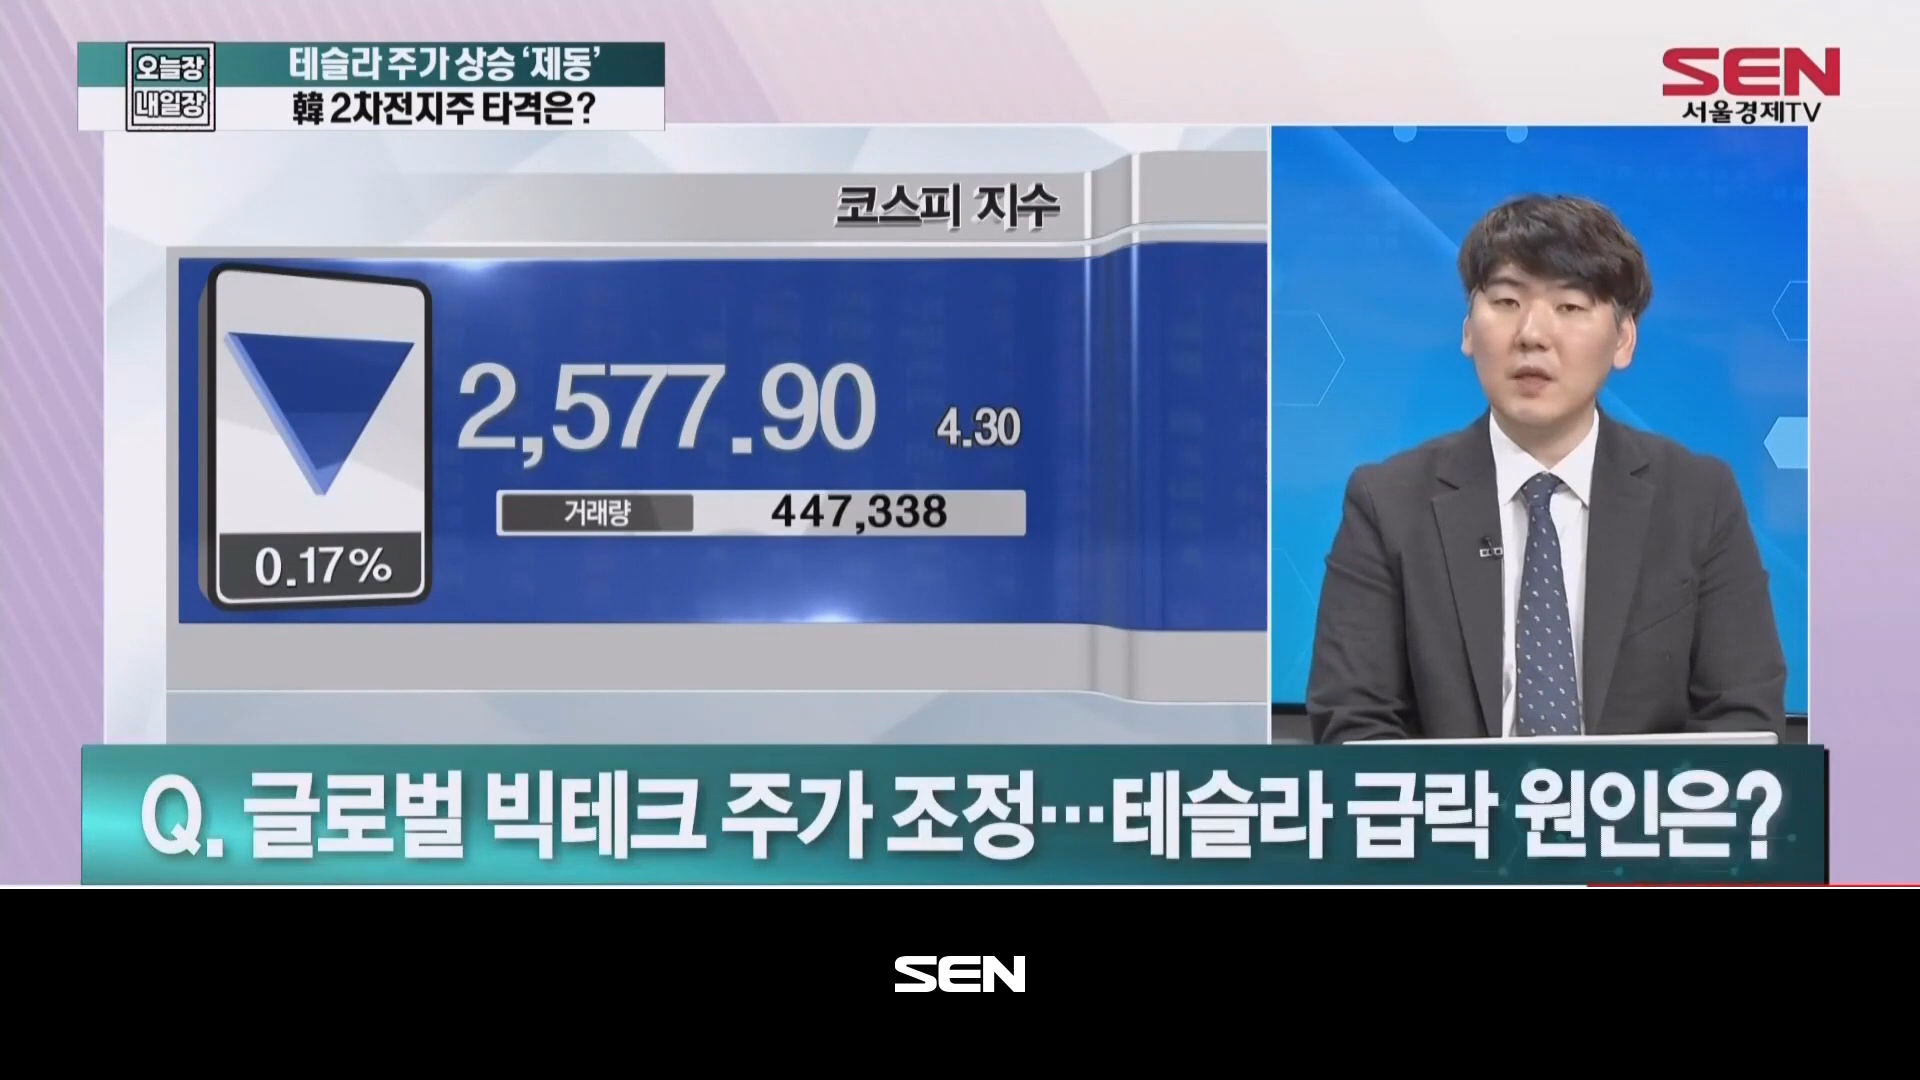 오늘장
내일장
테슬라 주가 상승 ‘제동’
韓 2차전지주 타격은?
SEN
서울경제TV
코스피 지수
2,577.90
4.30
거래량
447,338
0.17%
Q. 글로벌 빅테크 주가 조정…테슬라 급락 원인은?
SEN